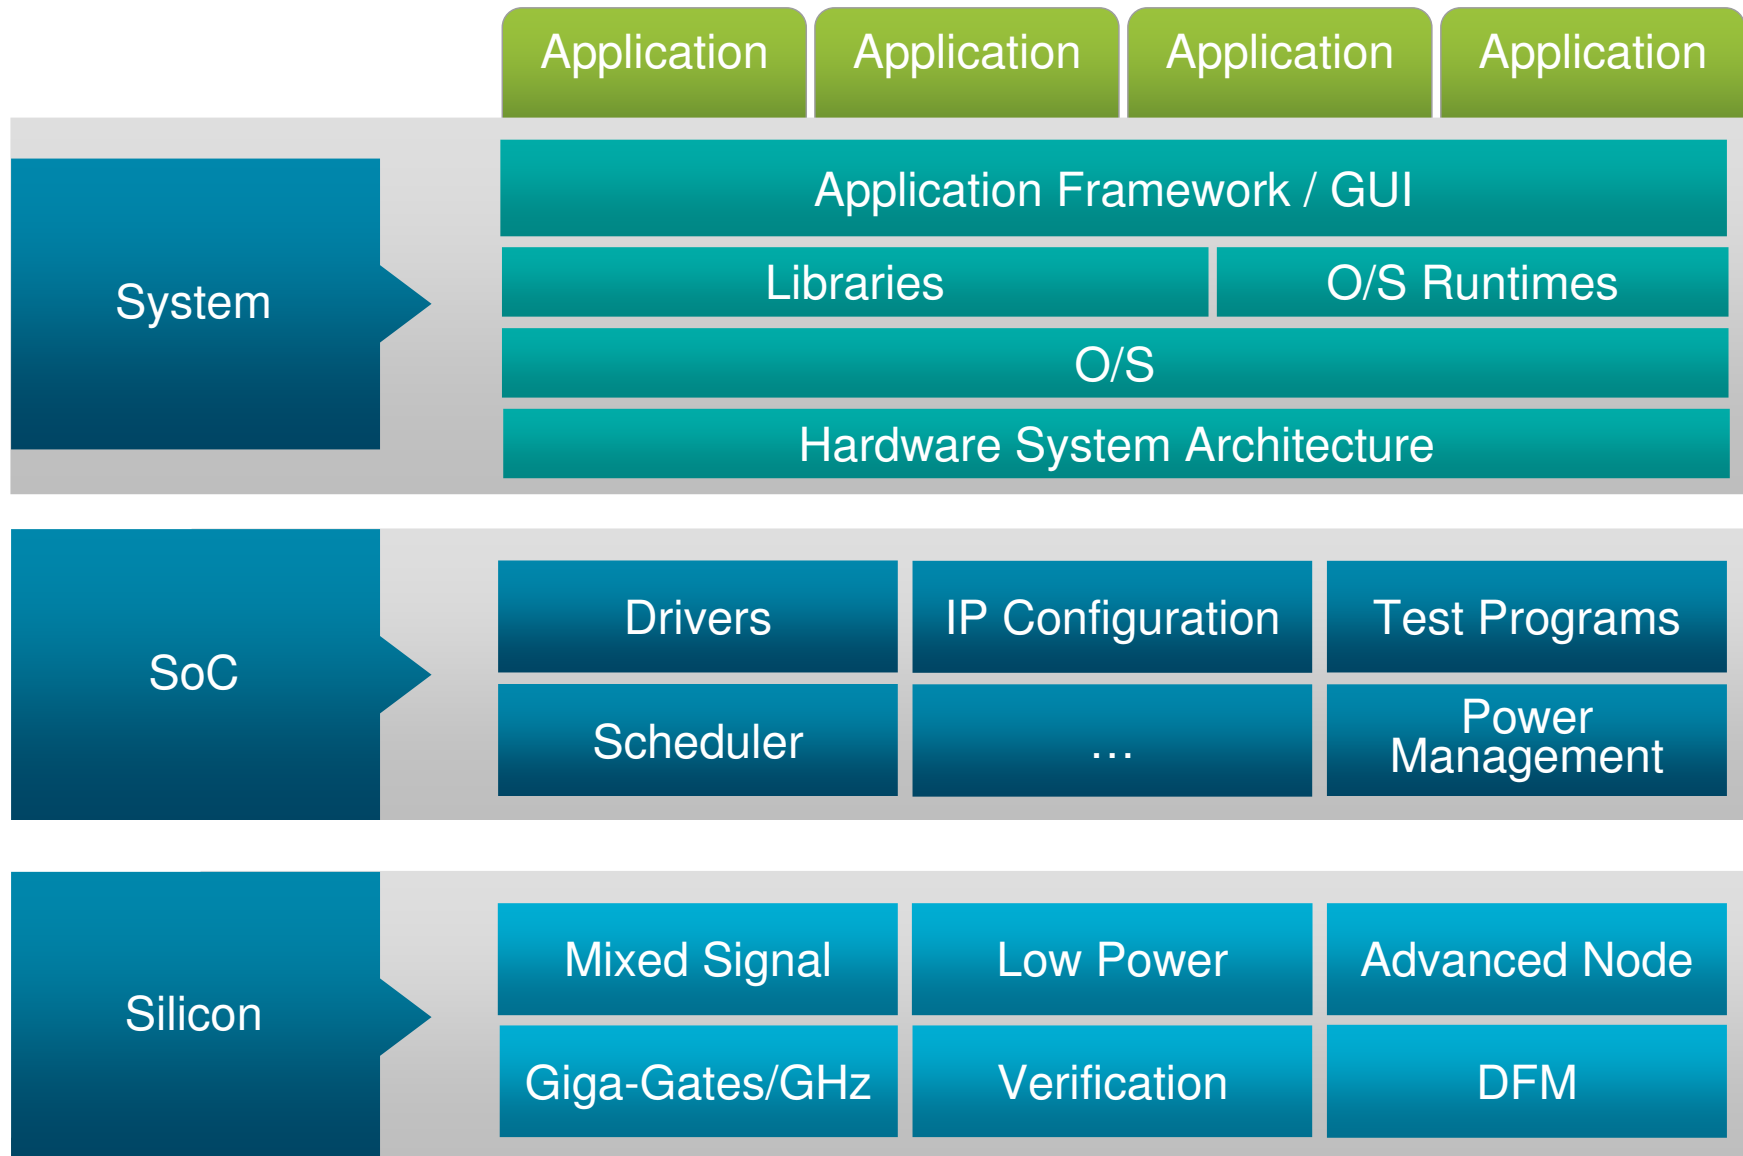 Application
Application
Application
Application
Application Framework / GUI
System
Libraries
O/S Runtimes
O/S
Hardware System Architecture
SoC
Drivers
IP Configuration
Test Programs
Scheduler
...
Power
Management
Silicon
Mixed Signal
Low Power
Advanced Node
Giga-Gates/GHz
Verification
DFM